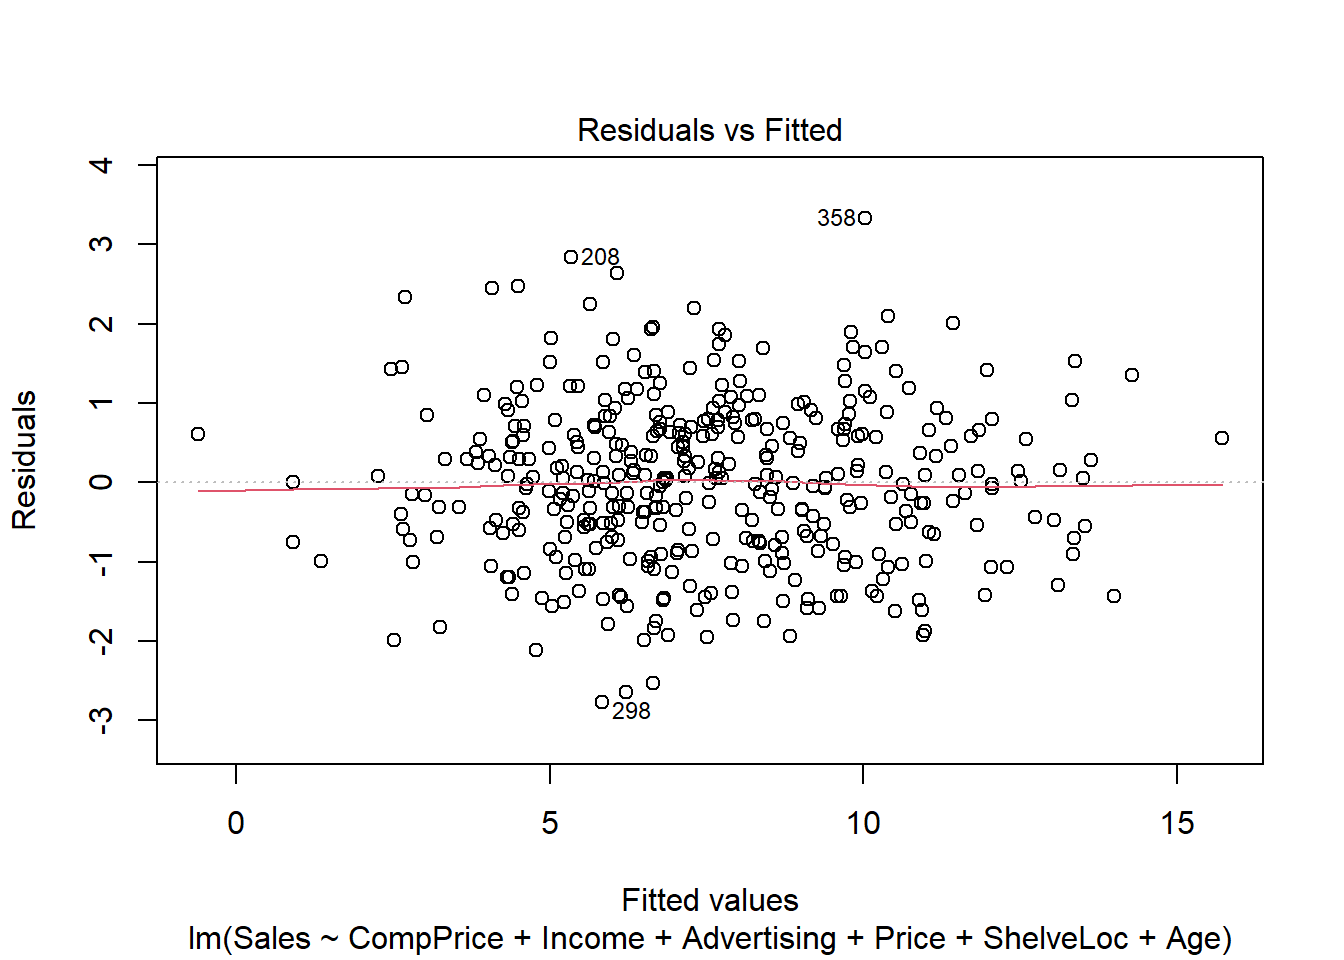 Residuals vs Fitted
Residuals
4
3
2
1
0
-1
-2
-3
358
208
298
0 5 10 15
Fitted values
lm(Sales ~ CompPrice + Income + Advertising + Price + ShelveLoc + Age)